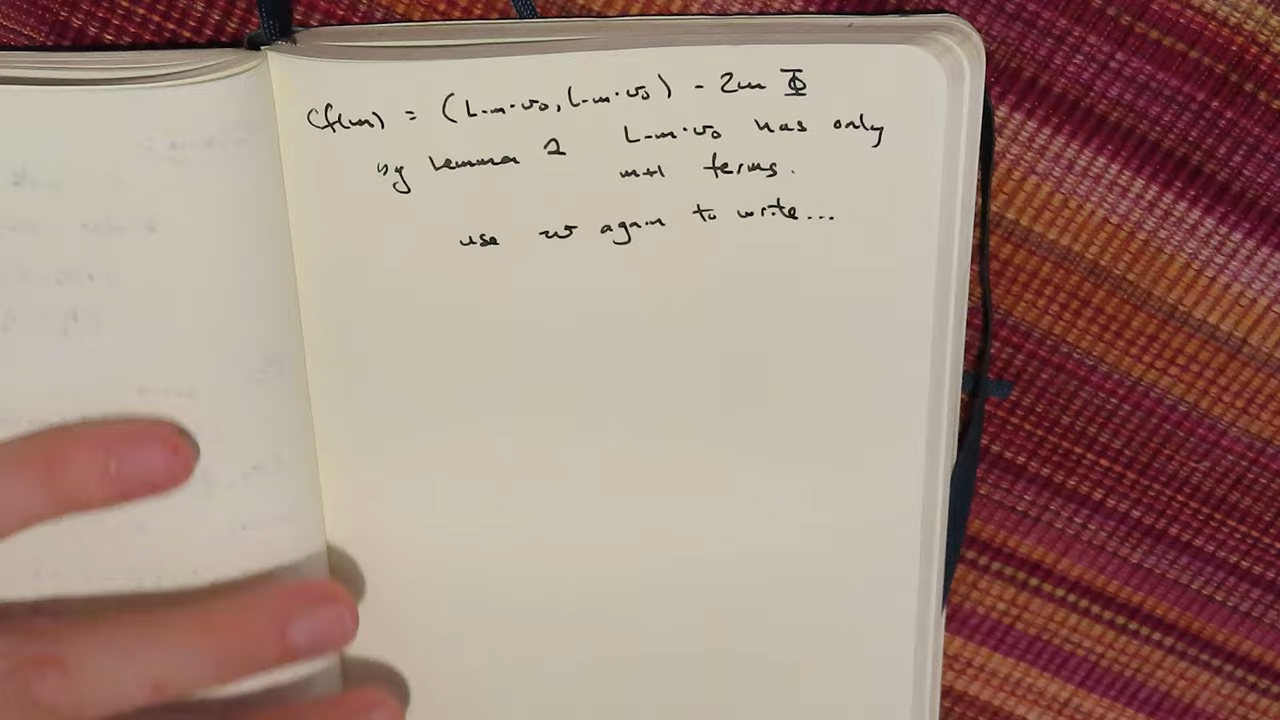 (f(m) = (L-m·v₀, L-m·v₀) - 2m Φ
by Lemma 2 L-m·v₀ has only
m+1 terms.
use w again to write...